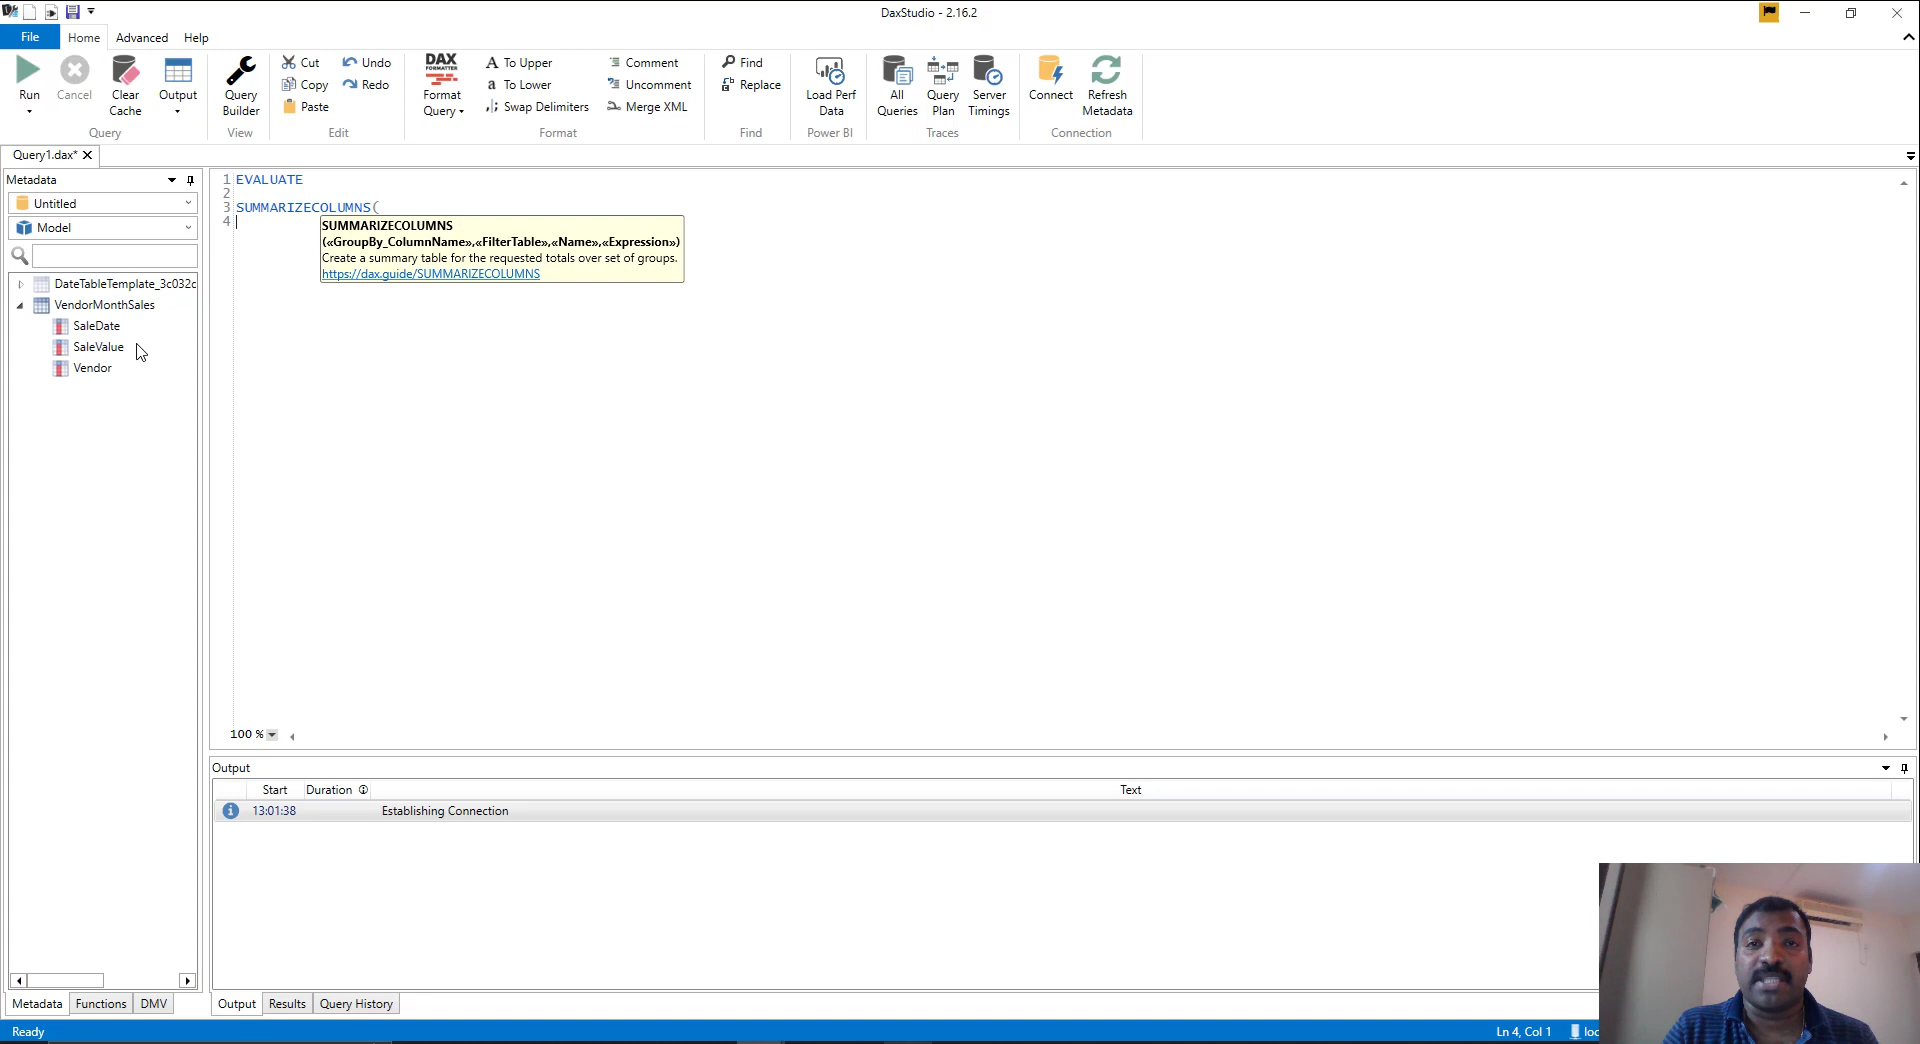 DaxStudio - 2.16.2
File Home Advanced Help
Run Cancel Clear Cache Output
Query
Query Builder
View
Cut Undo
Copy Redo
Paste
Edit
DAX FORMATTER
Format Query
A To Upper Comment
a To Lower Uncomment
Swap Delimiters Merge XML
Format
Find
Replace
Find
Load Perf Data
Power BI
All Queries Query Plan Server Timings
Traces
Connect Refresh Metadata
Connection
Query1.dax*
Metadata
Untitled
Model
DateTableTemplate_3c032c
VendorMonthSales
SaleDate
SaleValue
Vendor
1 EVALUATE
2
3 SUMMARIZECOLUMNS(
4
SUMMARIZECOLUMNS
(«GroupBy_ColumnName»,«FilterTable»,«Name»,«Expression»)
Create a summary table for the requested totals over set of groups.
https://dax.guide/SUMMARIZECOLUMNS
100 %
Output
Start Duration Text
13:01:38 Establishing Connection
Metadata Functions DMV
Output Results Query History
Ready Ln 4, Col 1 loc